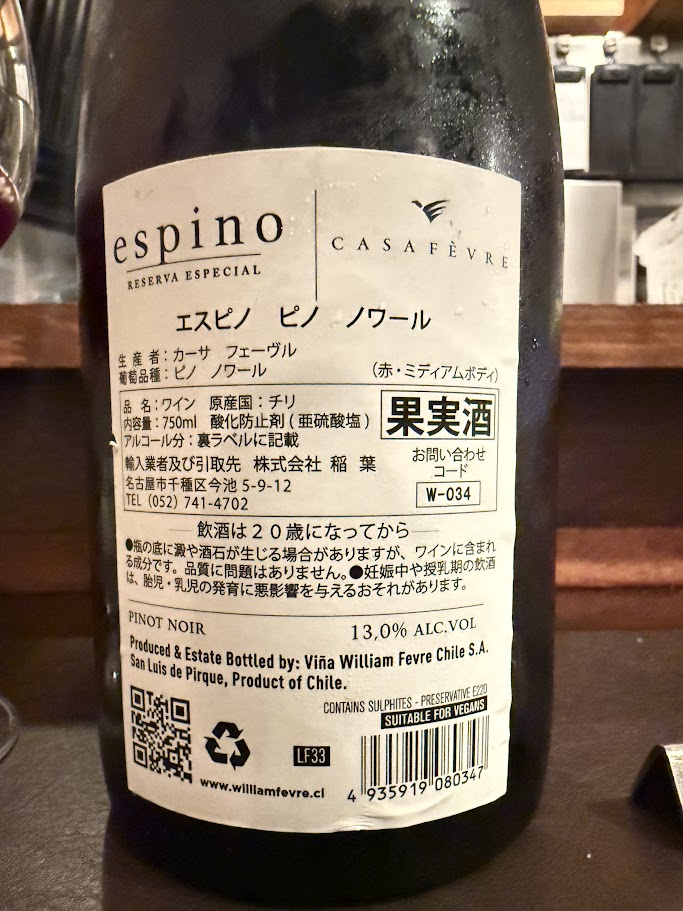 espino
RESERVA ESPECIAL
CASAFÈVRE
エスピノ ピノ ノワール
生産者：カーサ フェーヴル
葡萄品種：ピノ ノワール
（赤・ミディアムボディ）
品名：ワイン 原産国：チリ
内容量：750ml 酸化防止剤（亜硫酸塩）
アルコール分：裏ラベルに記載
果実酒
輸入業者及び引取先 株式会社 稲葉
名古屋市千種区今池 5-9-12
TEL（052）741-4702
お問い合わせ
コード
W-034
飲酒は２０歳になってから
●瓶の底に澱や酒石が生じる場合がありますが、ワインに含まれ
る成分です。品質に問題はありません。●妊娠中や授乳期の飲酒
は、胎児・乳児の発育に悪影響を与えるおそれがあります。
PINOT NOIR
13,0% ALC.VOL
Produced & Estate Bottled by: Viña William Fevre Chile S.A.
San Luis de Pirque, Product of Chile.
CONTAINS SULPHITES - PRESERVATIVE E220
SUITABLE FOR VEGANS
LF33
www.williamfevre.cl
4 935919 080347